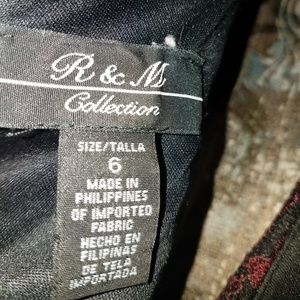 R & M
Collection
SIZE/TALLA
6
MADE IN
PHILIPPINES
OF IMPORTED
FABRIC
HECHO EN
FILIPINAS
DE TELA
IMPORTADA